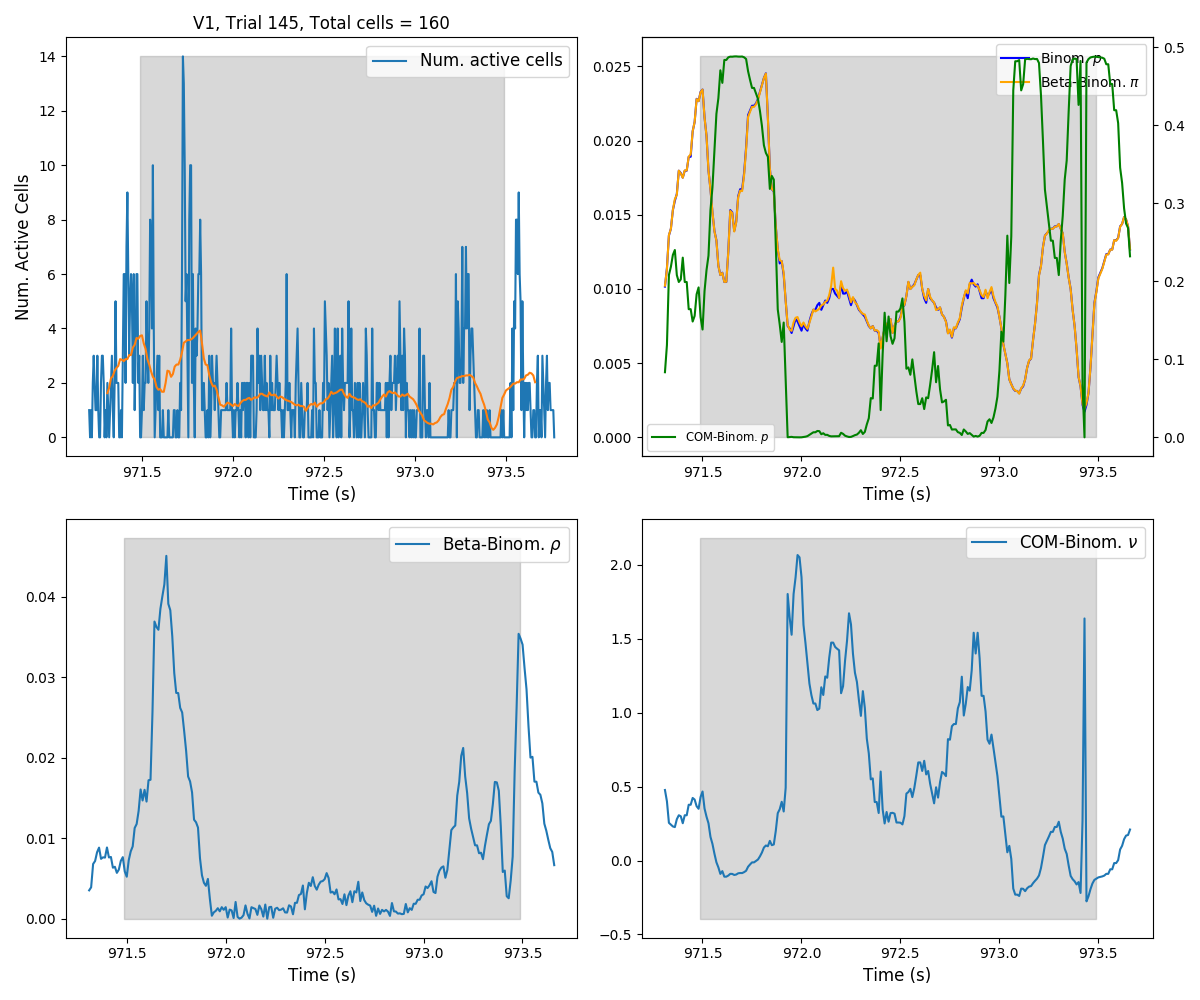 V1, Trial 145, Total cells = 160
Num. active cells
Num. Active Cells
14
12
10
8
6
4
2
0
971.5 972.0 972.5 973.0 973.5
Time (s)
Binom. p
Beta-Binom. π
COM-Binom. p
0.025
0.020
0.015
0.010
0.005
0.000
0.5
0.4
0.3
0.2
0.1
0.0
971.5 972.0 972.5 973.0 973.5
Time (s)
Beta-Binom. ρ
0.04
0.03
0.02
0.01
0.00
971.5 972.0 972.5 973.0 973.5
Time (s)
COM-Binom. ν
2.0
1.5
1.0
0.5
0.0
−0.5
971.5 972.0 972.5 973.0 973.5
Time (s)